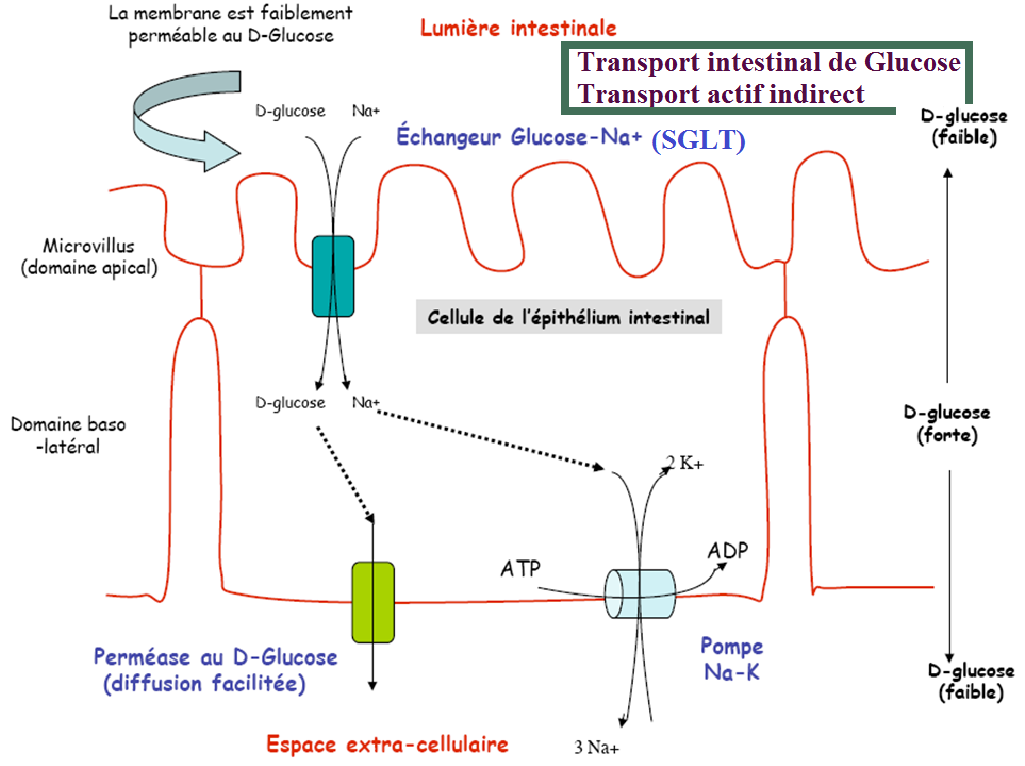 La membrane est faiblement
perméable au D-Glucose
Lumière intestinale
Transport intestinal de Glucose
Transport actif indirect
D-glucose
(faible)
D-glucose Na+
Échangeur Glucose-Na+ (SGLT)
Microvillus
(domaine apical)
Cellule de l'épithélium intestinal
D-glucose Na+
D-glucose
(forte)
Domaine baso
-latéral
2 K+
ATP
ADP
Perméase au D-Glucose
(diffusion facilitée)
Pompe
Na-K
D-glucose
(faible)
Espace extra-cellulaire
3 Na+